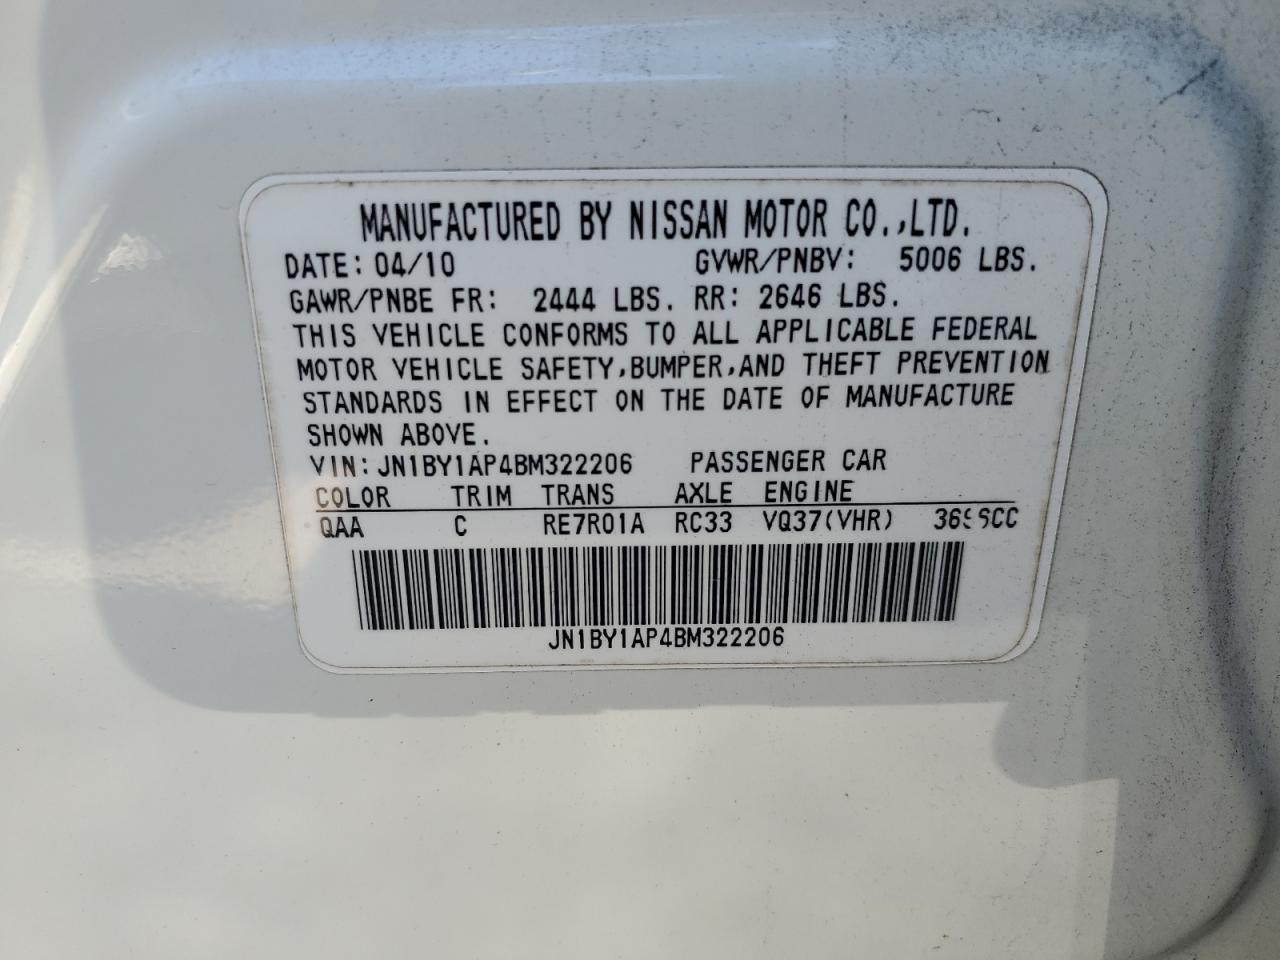 MANUFACTURED BY NISSAN MOTOR CO.,LTD.
DATE: 04/10 GVWR/PNBV: 5006 LBS.
GAWR/PNBE FR: 2444 LBS. RR: 2646 LBS.
THIS VEHICLE CONFORMS TO ALL APPLICABLE FEDERAL
MOTOR VEHICLE SAFETY,BUMPER,AND THEFT PREVENTION
STANDARDS IN EFFECT ON THE DATE OF MANUFACTURE
SHOWN ABOVE.
VIN: JN1BY1AP4BM322206 PASSENGER CAR
COLOR TRIM TRANS AXLE ENGINE
QAA C RE7R01A RC33 VQ37(VHR)
JN1BY1AP4BM322206